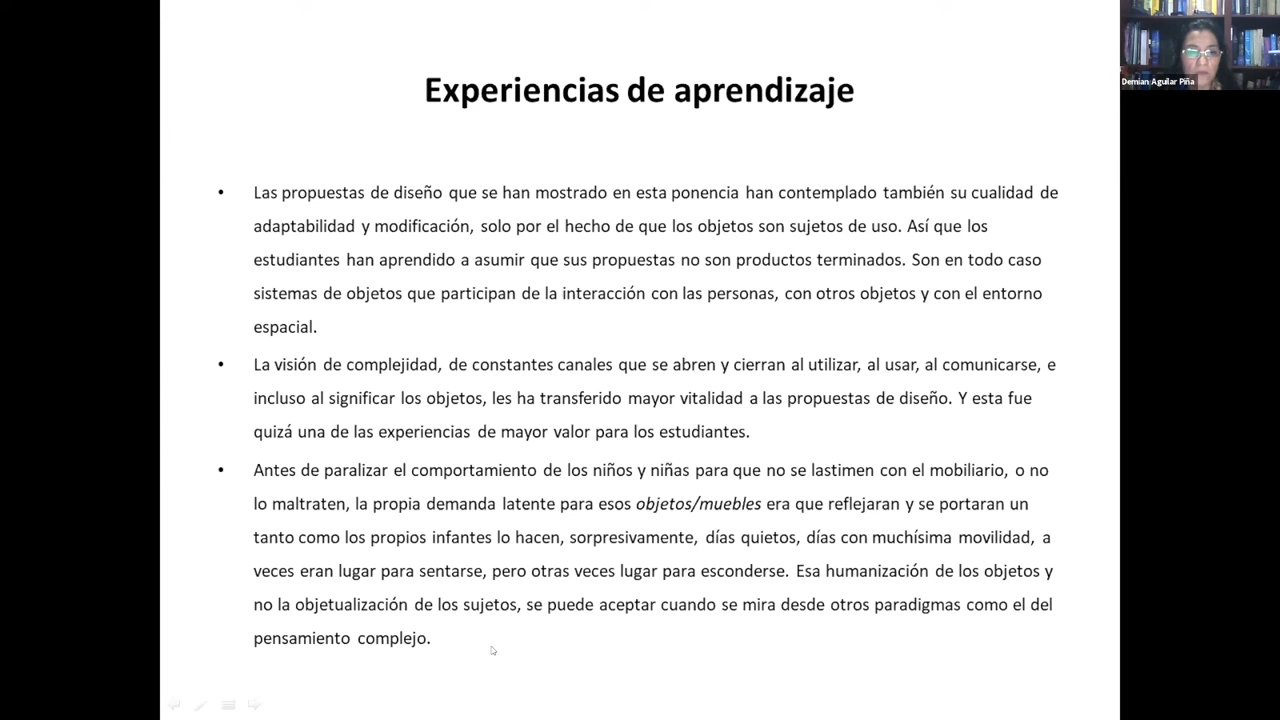 Experiencias de aprendizaje
Demian Aguilar Piña
• Las propuestas de diseño que se han mostrado en esta ponencia han contemplado también su cualidad de
adaptabilidad y modificación, solo por el hecho de que los objetos son sujetos de uso. Así que los
estudiantes han aprendido a asumir que sus propuestas no son productos terminados. Son en todo caso
sistemas de objetos que participan de la interacción con las personas, con otros objetos y con el entorno
espacial.
• La visión de complejidad, de constantes canales que se abren y cierran al utilizar, al usar, al comunicarse, e
incluso al significar los objetos, les ha transferido mayor vitalidad a las propuestas de diseño. Y esta fue
quizá una de las experiencias de mayor valor para los estudiantes.
• Antes de paralizar el comportamiento de los niños y niñas para que no se lastimen con el mobiliario, o no
lo maltraten, la propia demanda latente para esos objetos/muebles era que reflejaran y se portaran un
tanto como los propios infantes lo hacen, sorpresivamente, días quietos, días con muchísima movilidad, a
veces eran lugar para sentarse, pero otras veces lugar para esconderse. Esa humanización de los objetos y
no la objetualización de los sujetos, se puede aceptar cuando se mira desde otros paradigmas como el del
pensamiento complejo.